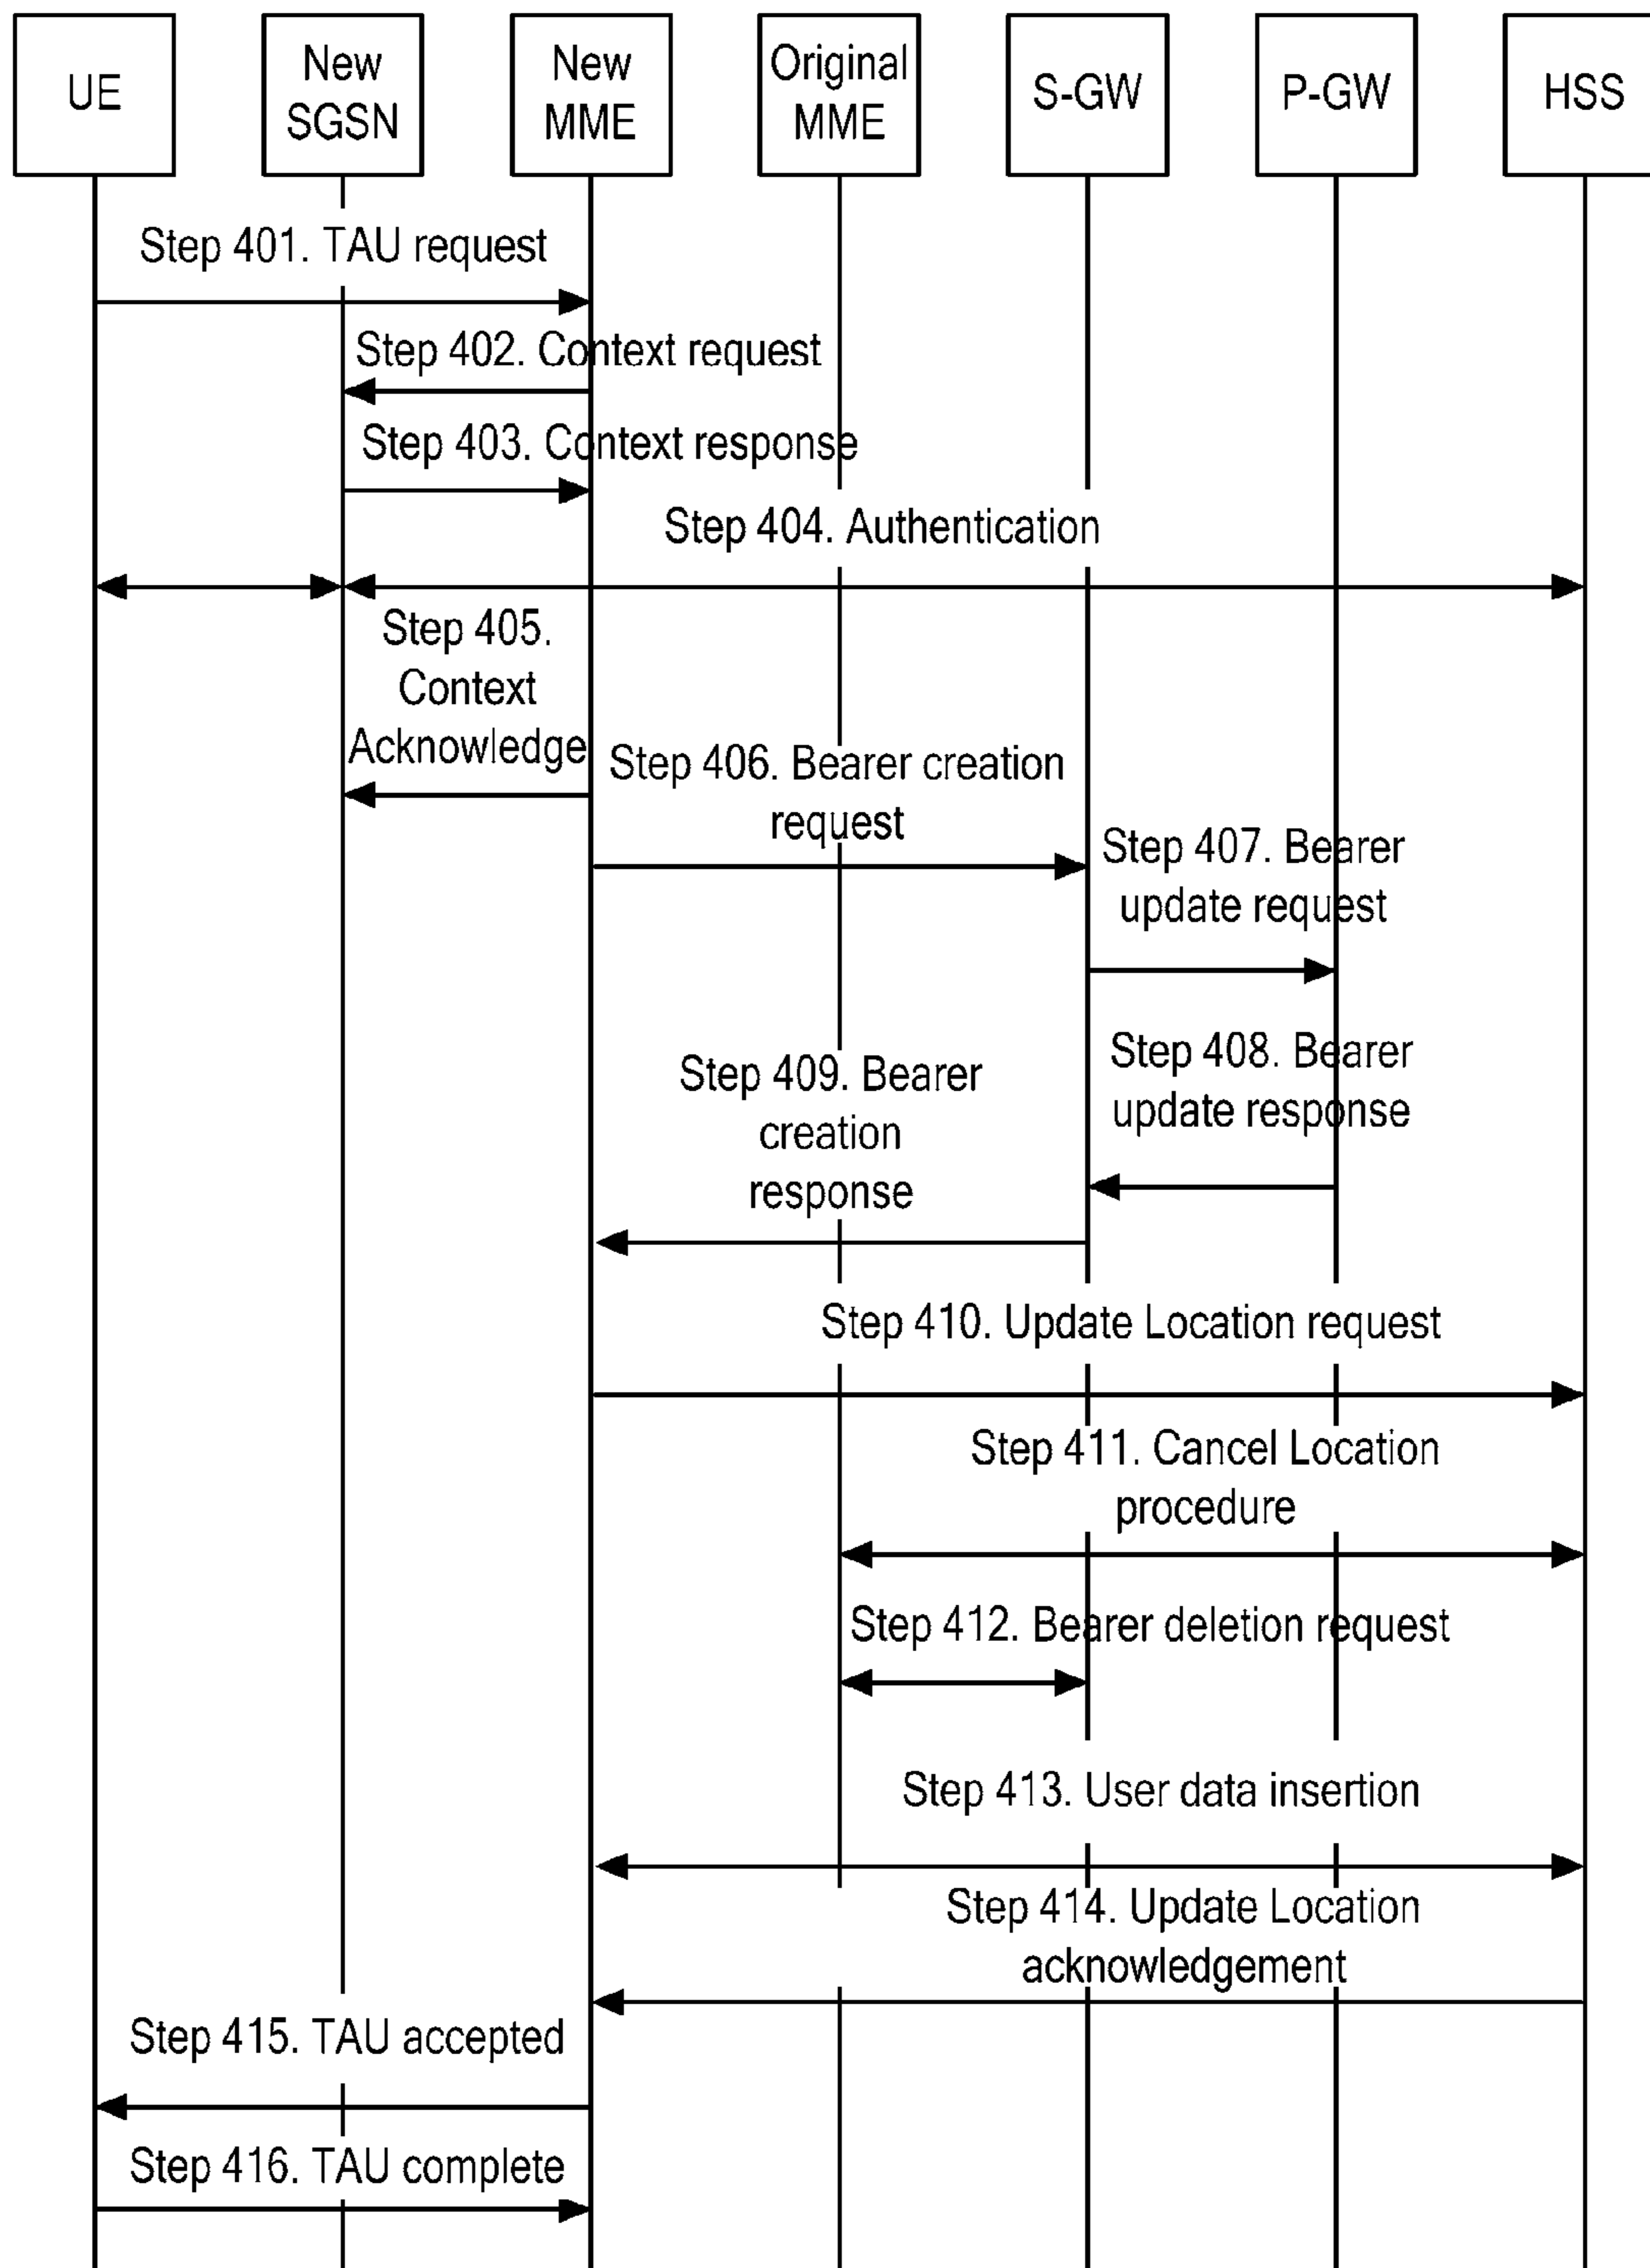 UE
New
SGSN
New
MME
Original
MME
S-GW
P-GW
HSS
Step 401. TAU request
Step 402. Context request
Step 403. Context response
Step 404. Authentication
Step 405.
Context
Acknowledge
Step 406. Bearer creation
request
Step 407. Bearer
update request
Step 408. Bearer
update response
Step 409. Bearer
creation
response
Step 410. Update Location request
Step 411. Cancel Location
procedure
Step 412. Bearer deletion request
Step 413. User data insertion
Step 414. Update Location
acknowledgement
Step 415. TAU accepted
Step 416. TAU complete